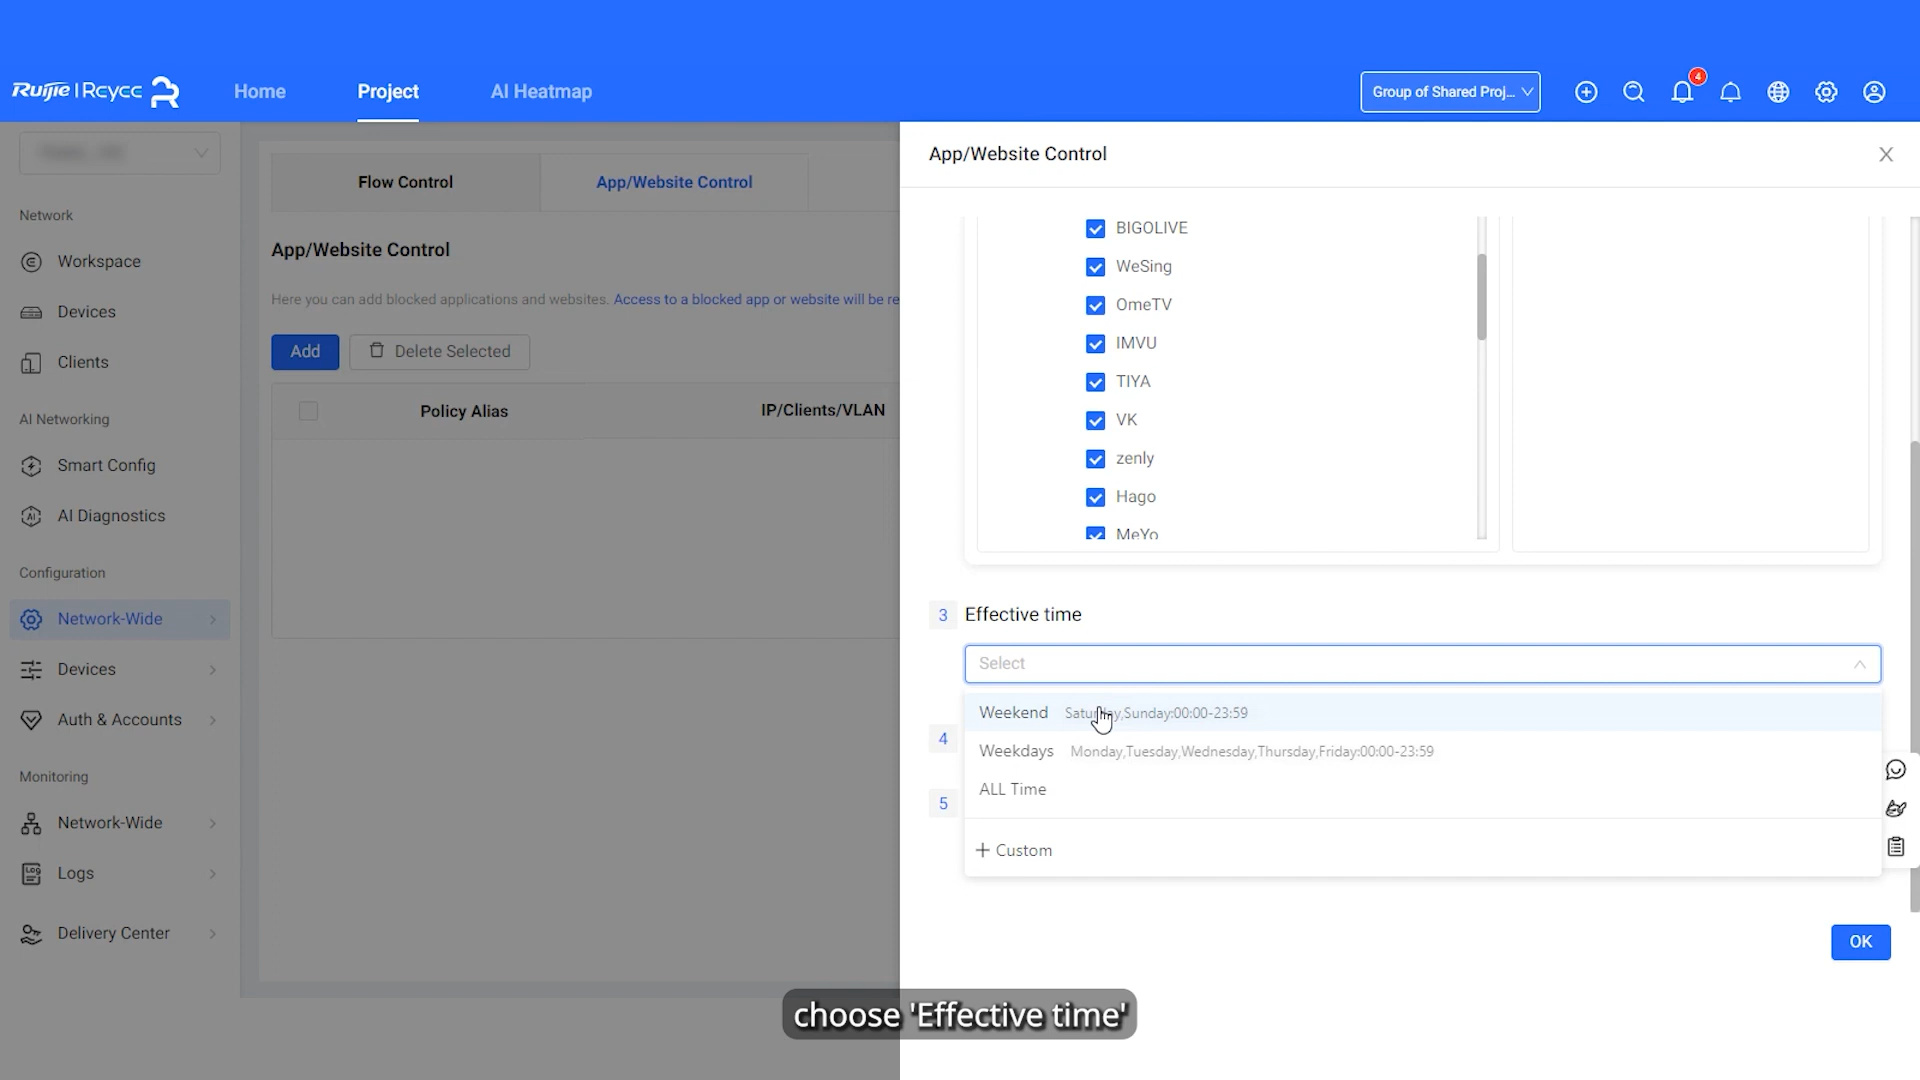 Ruijie | Reyee
Home
Project
AI Heatmap
Group of Shared Proj...
4
Network
Workspace
Devices
Clients
AI Networking
Smart Config
AI Diagnostics
Configuration
Network-Wide
Devices
Auth & Accounts
Monitoring
Network-Wide
Logs
Delivery Center
Flow Control
App/Website Control
App/Website Control
Here you can add blocked applications and websites. Access to a blocked app or website will be re
Add
Delete Selected
Policy Alias
IP/Clients/VLAN
App/Website Control
BIGOLIVE
WeSing
OmeTV
IMVU
TIYA
VK
zenly
Hago
MeYo
3 Effective time
Select
Weekend Saturday,Sunday:00:00-23:59
4
Weekdays Monday,Tuesday,Wednesday,Thursday,Friday:00:00-23:59
ALL Time
5
+ Custom
OK
choose 'Effective time'